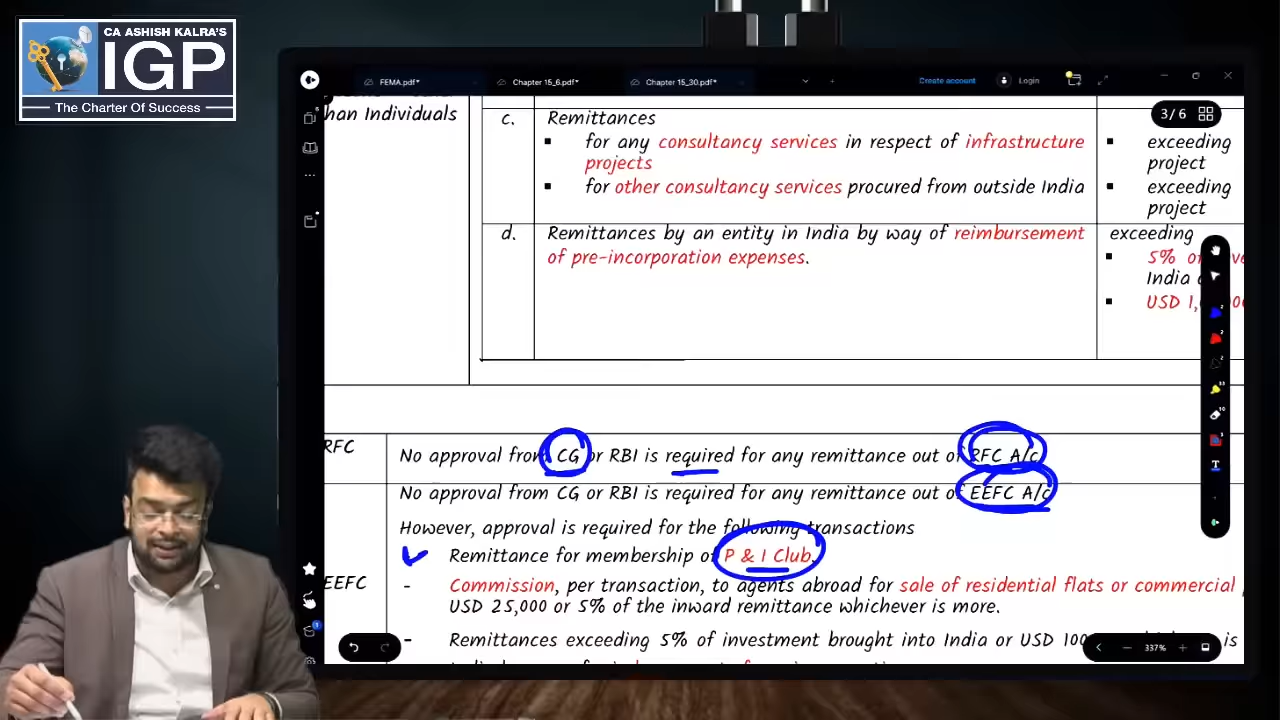 CA ASHISH KALRA'S
IGP
The Charter Of Success
FEMA.pdf*
Chapter 15_6.pdf*
Chapter 15_30.pdf*
Create account
Login
3/6
han Individuals
c. Remittances
▪ for any consultancy services in respect of infrastructure
projects
▪ for other consultancy services procured from outside India
▪ exceeding
project
▪ exceeding
project
d. Remittances by an entity in India by way of reimbursement
of pre-incorporation expenses.
exceeding
▪ 5%
India
▪ USD
RFC
No approval from CG or RBI is required for any remittance out of RFC A/c
EEFC
No approval from CG or RBI is required for any remittance out of EEFC A/c
However, approval is required for the following transactions
Remittance for membership of P & I Club.
- Commission, per transaction, to agents abroad for sale of residential flats or commercial
USD 25,000 or 5% of the inward remittance whichever is more.
- Remittances exceeding 5% of investment brought into India or USD is
337%